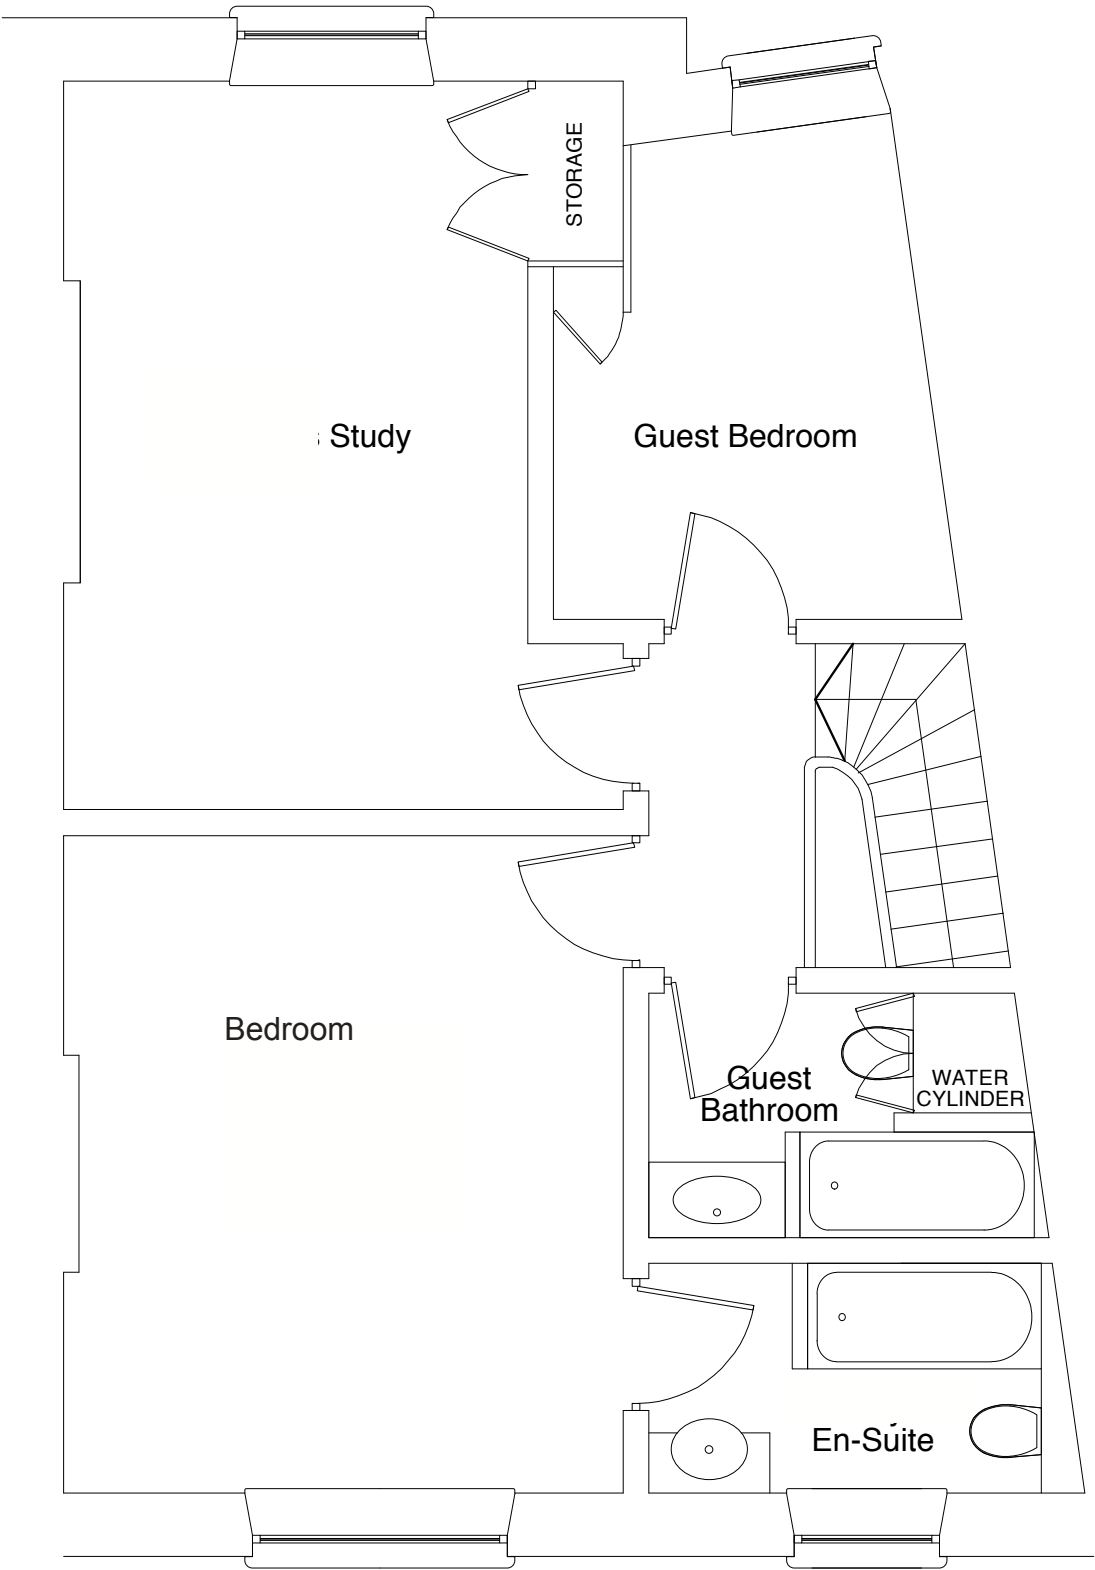 STORAGE
Study
Guest Bedroom
Bedroom
Guest
Bathroom
WATER
CYLINDER
En-Suite